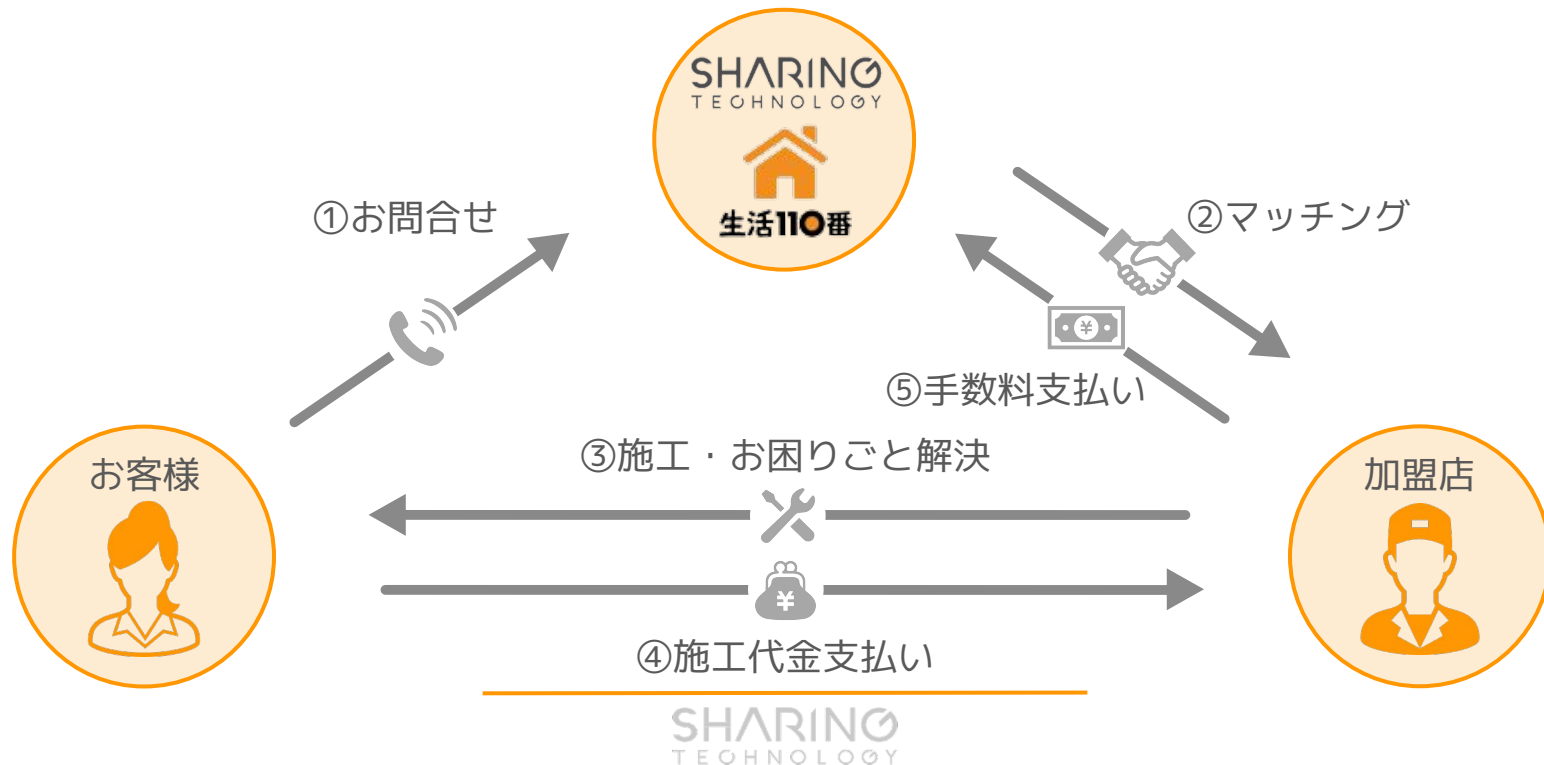 SHARING
TECHNOLOGY
生活110番
①お問合せ
②マッチング
⑤手数料支払い
③施工・お困りごと解決
お客様
加盟店
¥
¥
④施工代金支払い
SHARING
TECHNOLOGY